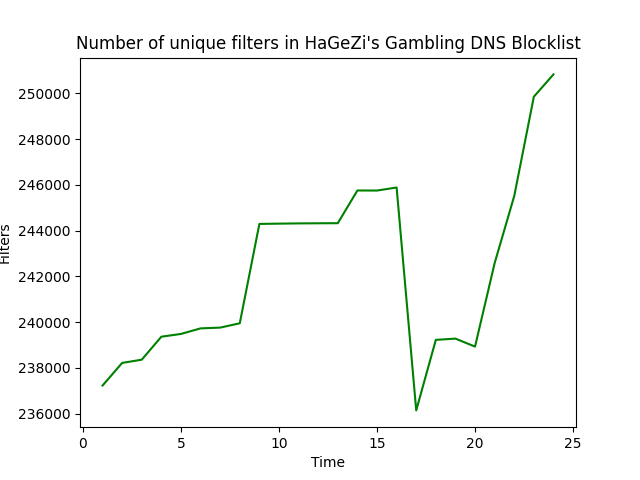 Number of unique filters in HaGeZi's Gambling DNS Blocklist
250000
248000
246000
244000
242000
240000
238000
236000
Filters
0 5 10 15 20 25
Time